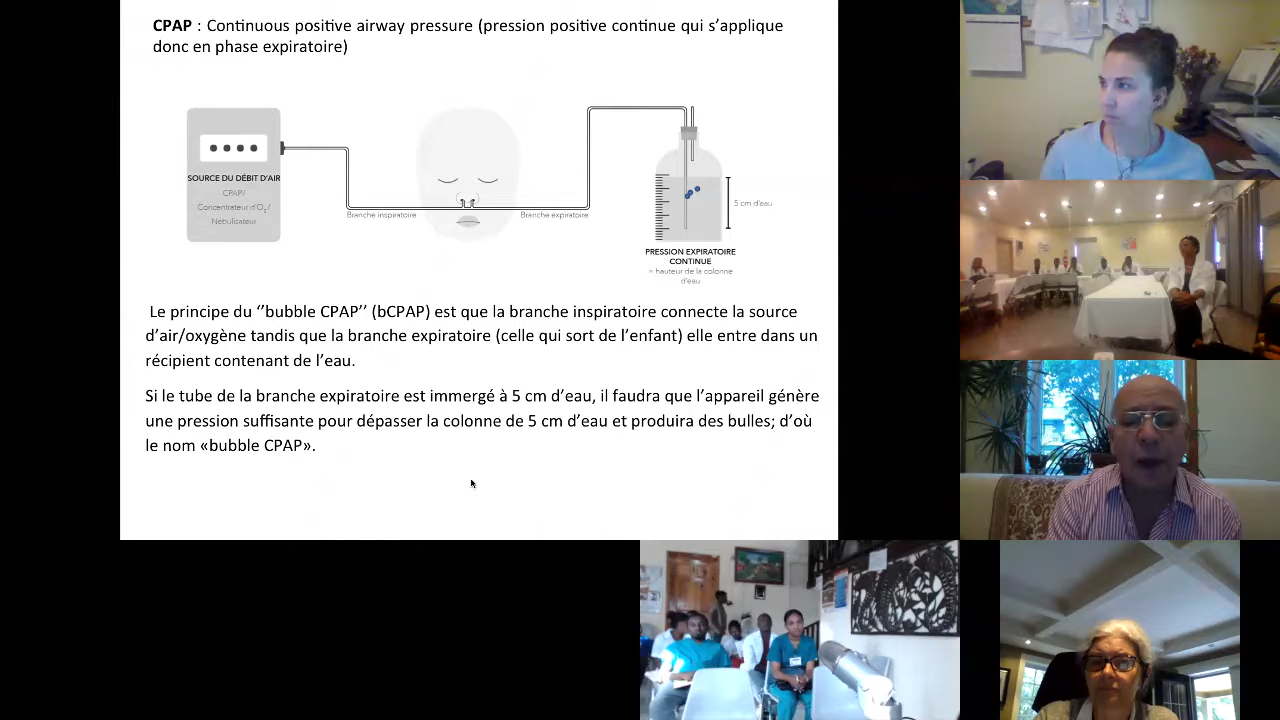 CPAP : Continuous positive airway pressure (pression positive continue qui s’applique
donc en phase expiratoire)
SOURCE DU DÉBIT D’AIR
CPAP/
Concentrateur d’O2/
Nébulisateur
Branche inspiratoire
Branche expiratoire
5 cm d’eau
PRESSION EXPIRATOIRE
CONTINUE
= hauteur de la colonne
d’eau
Le principe du ‘’bubble CPAP’’ (bCPAP) est que la branche inspiratoire connecte la source
d’air/oxygène tandis que la branche expiratoire (celle qui sort de l’enfant) elle entre dans un
récipient contenant de l’eau.
Si le tube de la branche expiratoire est immergé à 5 cm d’eau, il faudra que l’appareil génère
une pression suffisante pour dépasser la colonne de 5 cm d’eau et produira des bulles; d’où
le nom «bubble CPAP».